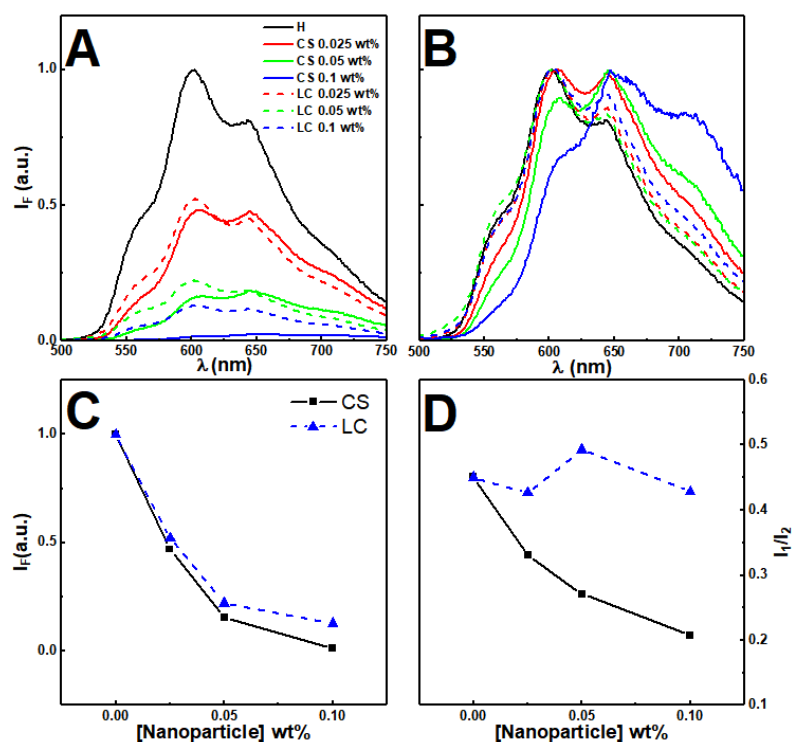 A
H
CS 0.025 wt%
CS 0.05 wt%
CS 0.1 wt%
LC 0.025 wt%
LC 0.05 wt%
LC 0.1 wt%
B
1.0
0.5
0.0
I_F (a.u.)
500 550 600 650 700 750
λ (nm)
500 550 600 650 700 750
λ (nm)
C
CS
LC
D
1.0
0.5
0.0
I_F(a.u.)
0.6
0.5
0.4
0.3
0.2
0.1
I₁/I₂
0.00 0.05 0.10
[Nanoparticle] wt%
0.00 0.05 0.10
[Nanoparticle] wt%